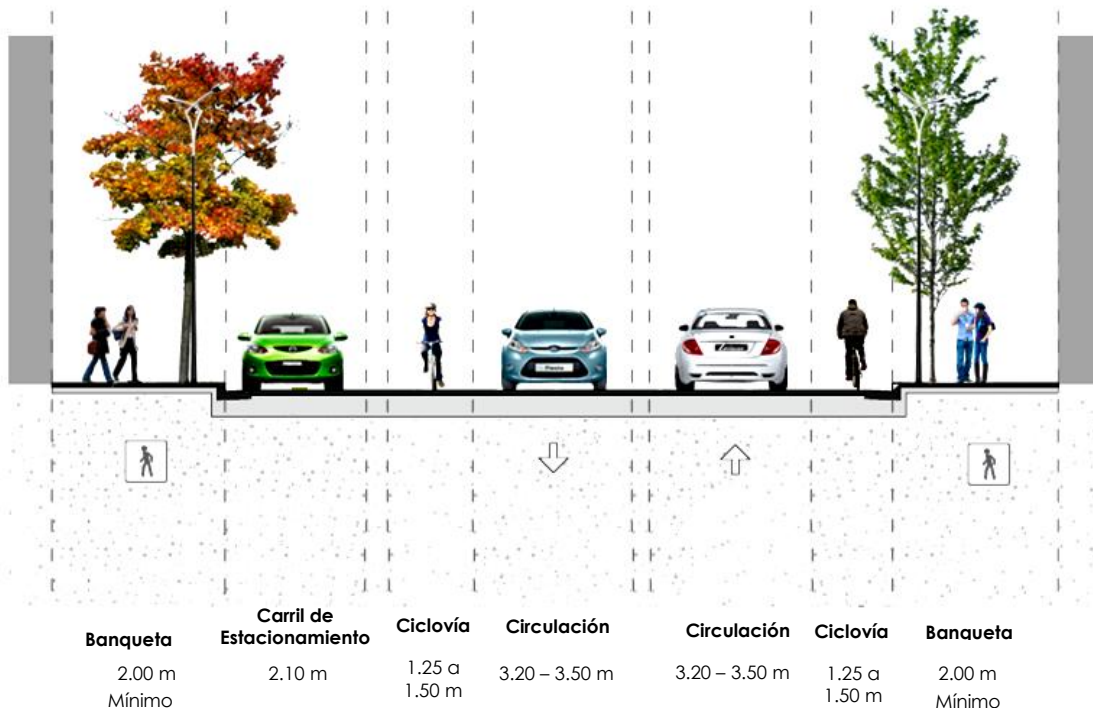 Banqueta
2.00 m
Mínimo
Carril de
Estacionamiento
2.10 m
Ciclovía
1.25 a
1.50 m
Circulación
3.20 – 3.50 m
Circulación
3.20 – 3.50 m
Ciclovía
1.25 a
1.50 m
Banqueta
2.00 m
Mínimo